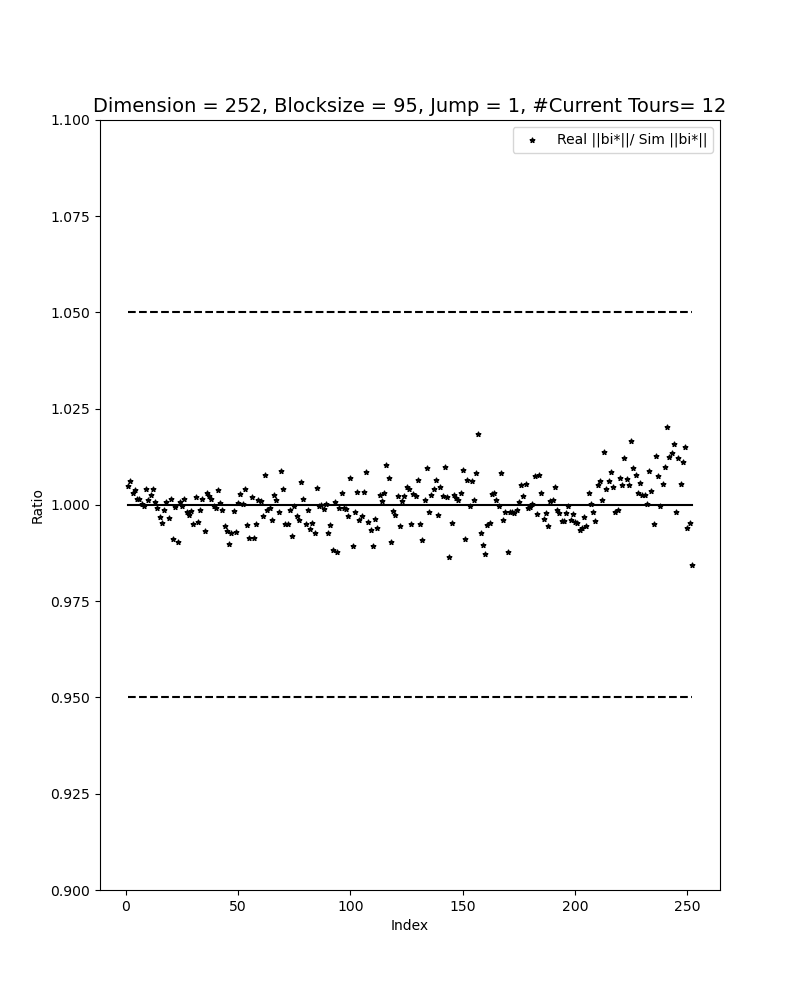 Dimension = 252, Blocksize = 95, Jump = 1, #Current Tours= 12
Real ||bi*||/ Sim ||bi*||
1.100
1.075
1.050
1.025
1.000
0.975
0.950
0.925
0.900
Ratio
0 50 100 150 200 250
Index